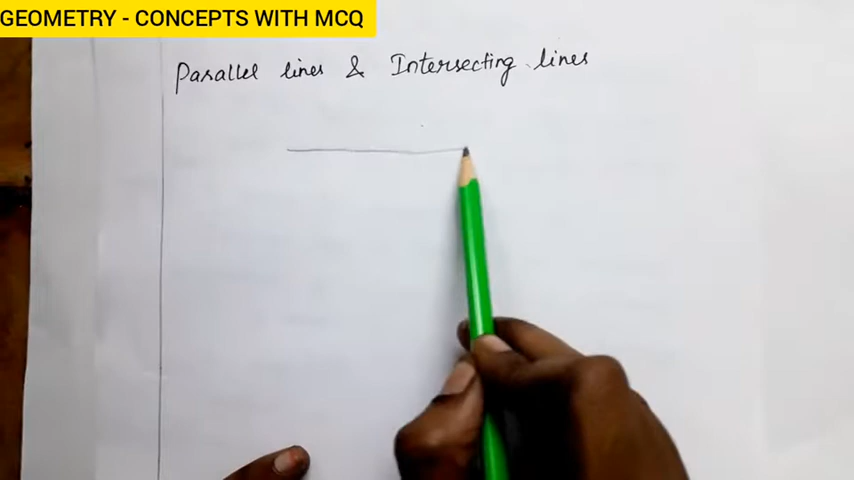 GEOMETRY - CONCEPTS WITH MCQ
Parallel lines & Intersecting lines